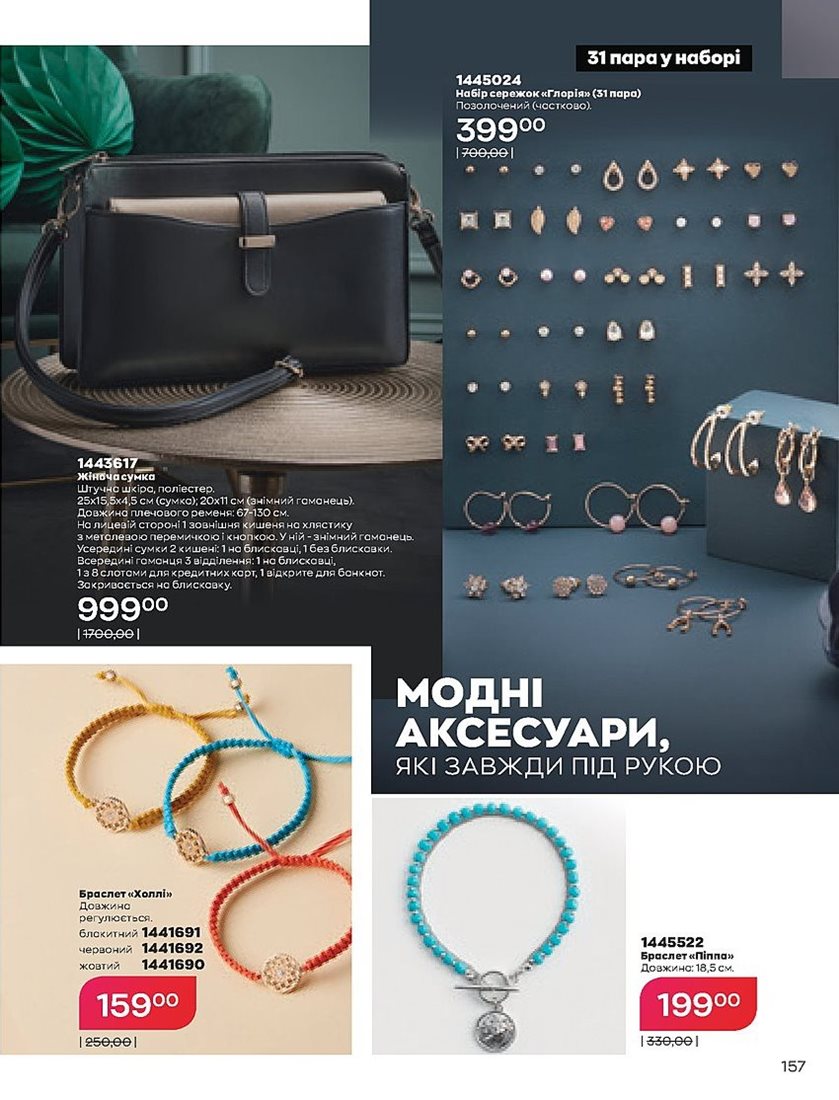 31 пара у наборі
1445024
Набір сережок «Глорія» (31 пара)
Позолочений (частково).
399⁰⁰
|700,00|
1443617
Жіноча сумка
Штучна шкіра, поліестер.
25х15,5х4,5 см (сумка); 20х11 см (знімний гаманець).
Довжина плечового ременя: 67-130 см.
На лицевій стороні 1 зовнішня кишеня на хлястику
з металевою перемичкою і кнопкою. У ній - знімний гаманець.
Усередині сумки 2 кишені: 1 на блискавці, 1 без блискавки.
Всередині гаманця 3 відділення: 1 на блискавці,
1 з 8 слотами для кредитних карт, 1 відкрите для банкнот.
Закривається на блискавку.
999⁰⁰
|1700,00|
МОДНІ
АКСЕСУАРИ,
ЯКІ ЗАВЖДИ ПІД РУКОЮ
Браслет «Холлі»
Довжина
регулюється.
блакитний 1441691
червоний 1441692
жовтий 1441690
159⁰⁰
|250,00|
1445522
Браслет «Піппа»
Довжина: 18,5 см.
199⁰⁰
|330,00|
157